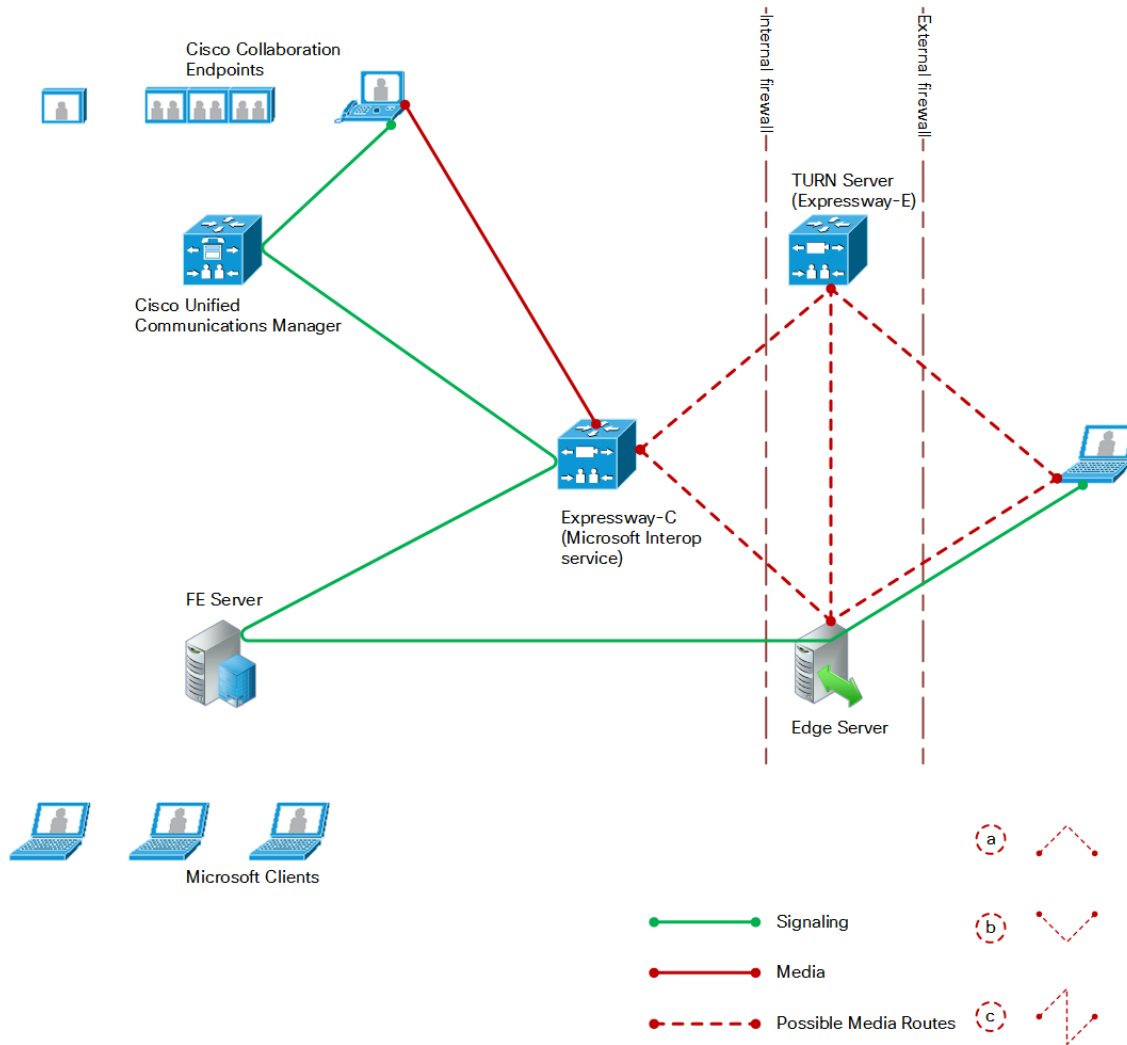 Cisco Collaboration
Endpoints
Internal firewall
External firewall
TURN Server
(Expressway-E)
Cisco Unified
Communications Manager
Expressway-C
(Microsoft Interop
service)
FE Server
Edge Server
Microsoft Clients
a
b
c
Signaling
Media
Possible Media Routes